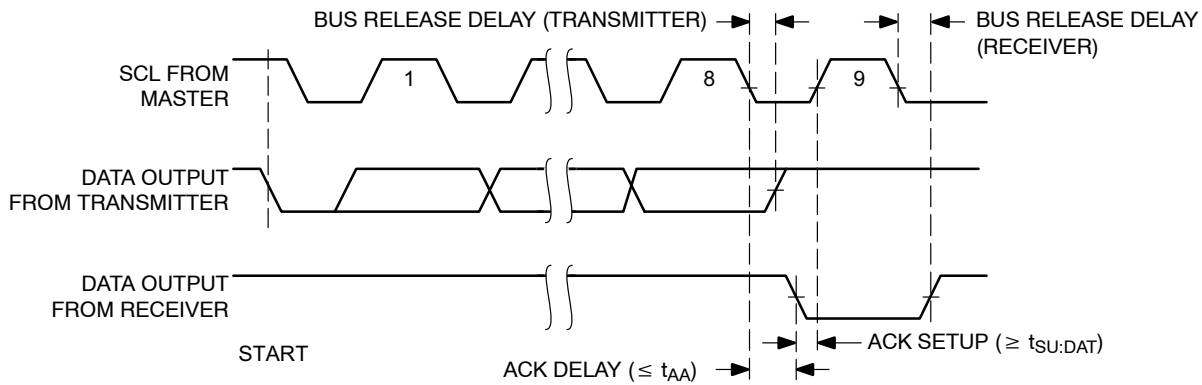 BUS RELEASE DELAY (TRANSMITTER)
BUS RELEASE DELAY
(RECEIVER)
SCL FROM
MASTER
1
8
9
DATA OUTPUT
FROM TRANSMITTER
DATA OUTPUT
FROM RECEIVER
START
ACK SETUP (≥ tSU:DAT)
ACK DELAY (≤ tAA)